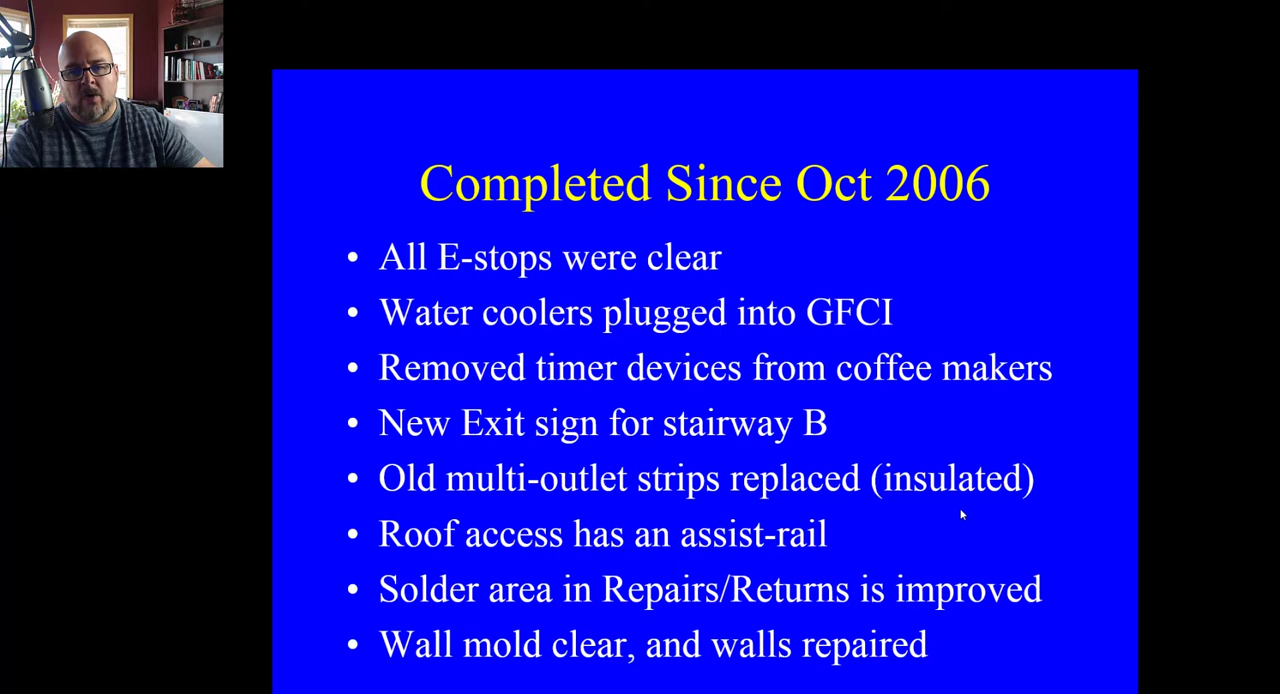 Completed Since Oct 2006
• All E-stops were clear
• Water coolers plugged into GFCI
• Removed timer devices from coffee makers
• New Exit sign for stairway B
• Old multi-outlet strips replaced (insulated)
• Roof access has an assist-rail
• Solder area in Repairs/Returns is improved
• Wall mold clear, and walls repaired